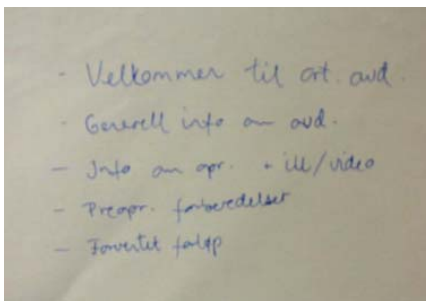 - Velkommen til ort. avd.
- Generell info om avd.
- Info om opr. + ill/video
- Preopr. forberedelser
- Forventet forløp